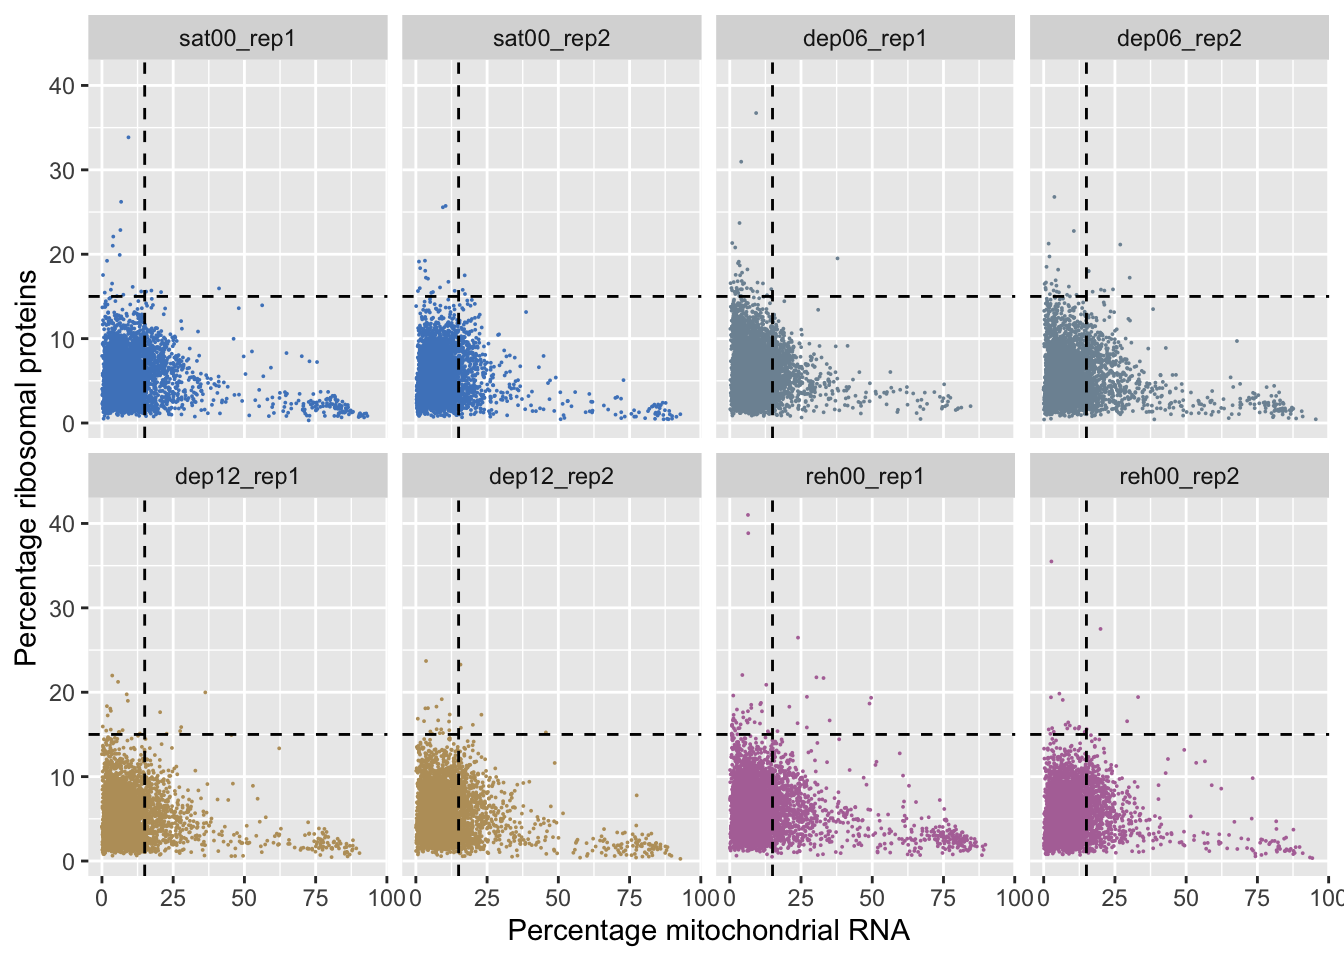 sat00_rep1 sat00_rep2 dep06_rep1 dep06_rep2
40
30
20
10
0
Percentage ribosomal proteins
dep12_rep1 dep12_rep2 reh00_rep1 reh00_rep2
40
30
20
10
0
0 25 50 75 100 0 25 50 75 100 0 25 50 75 100 0 25 50 75 100
Percentage mitochondrial RNA